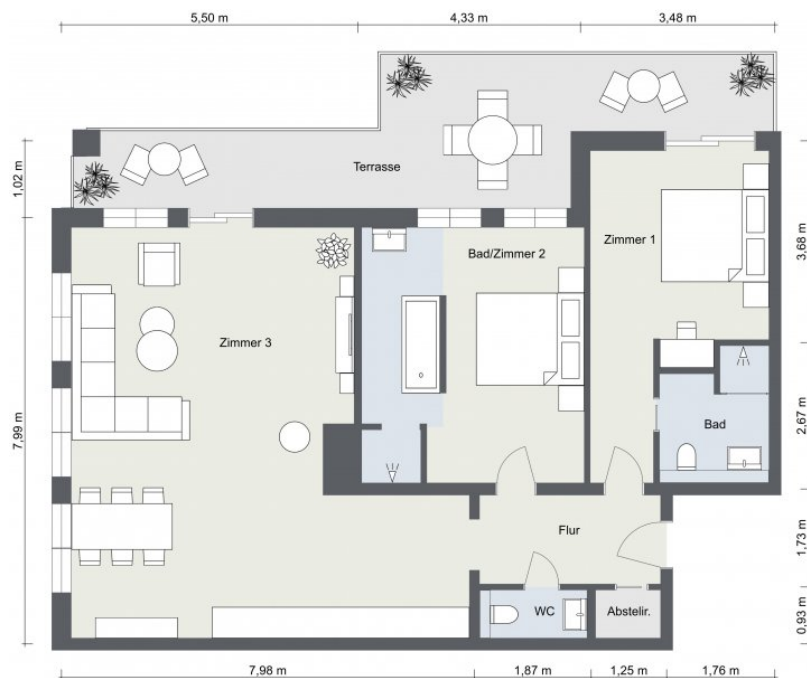 5,50 m
4,33 m
3,48 m
1,02 m
Terrasse
3,68 m
Zimmer 1
Bad/Zimmer 2
Zimmer 3
7,99 m
2,67 m
Bad
1,73 m
Flur
0,93 m
WC
Abstelir.
7,98 m
1,87 m
1,25 m
1,76 m